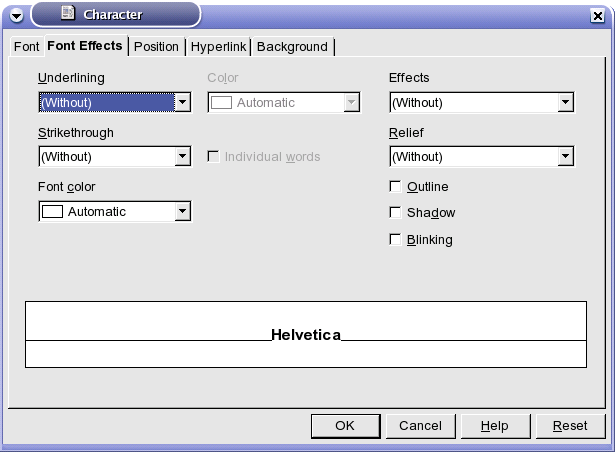 Character
Font Font Effects Position Hyperlink Background
Underlining Color Effects
(Without) Automatic (Without)
Strikethrough Relief
(Without) Individual words (Without)
Font color Outline
Automatic Shadow
Blinking
Helvetica
OK Cancel Help Reset